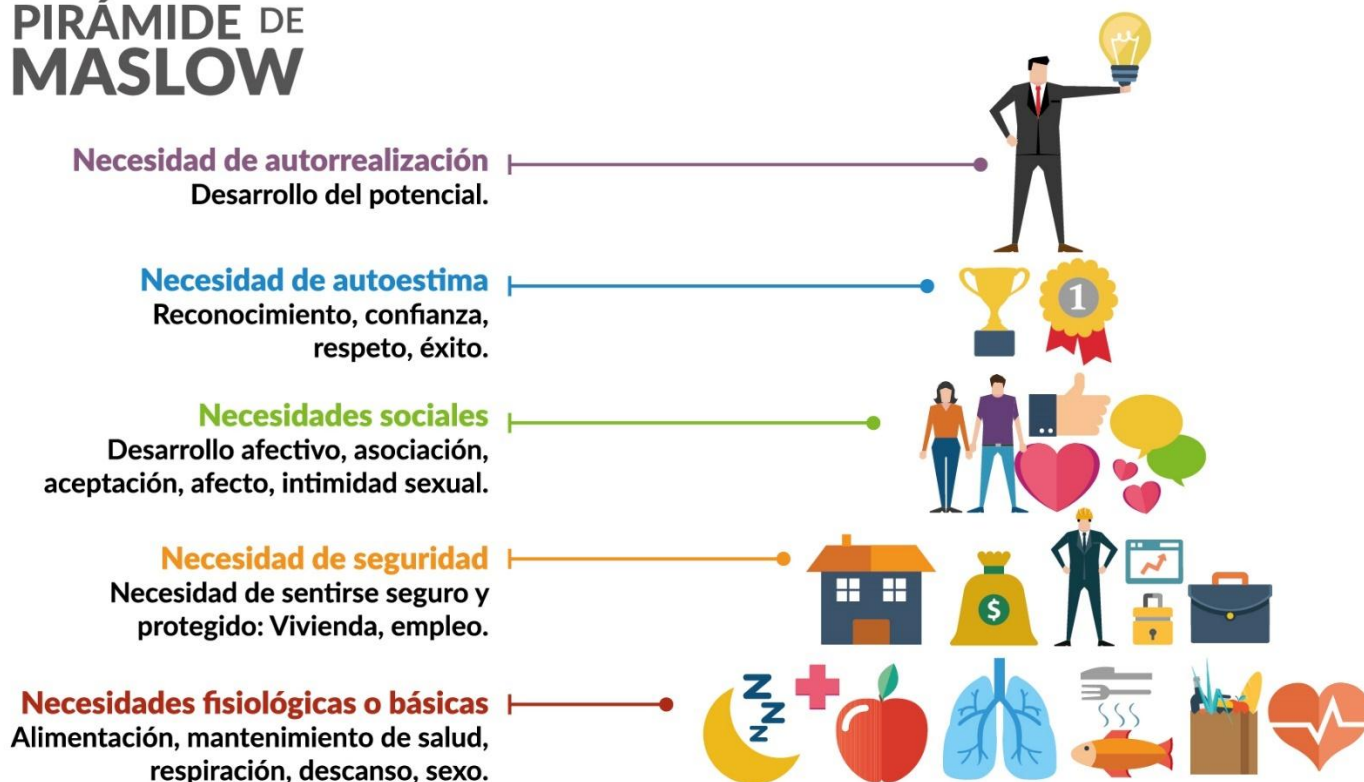 PIRÁMIDE DE
MASLOW
Necesidad de autorrealización
Desarrollo del potencial.
Necesidad de autoestima
Reconocimiento, confianza,
respeto, éxito.
1
Necesidades sociales
Desarrollo afectivo, asociación,
aceptación, afecto, intimidad sexual.
Necesidad de seguridad
Necesidad de sentirse seguro y
protegido: Vivienda, empleo.
$
Necesidades fisiológicas o básicas
Alimentación, mantenimiento de salud,
respiración, descanso, sexo.
ZZZ